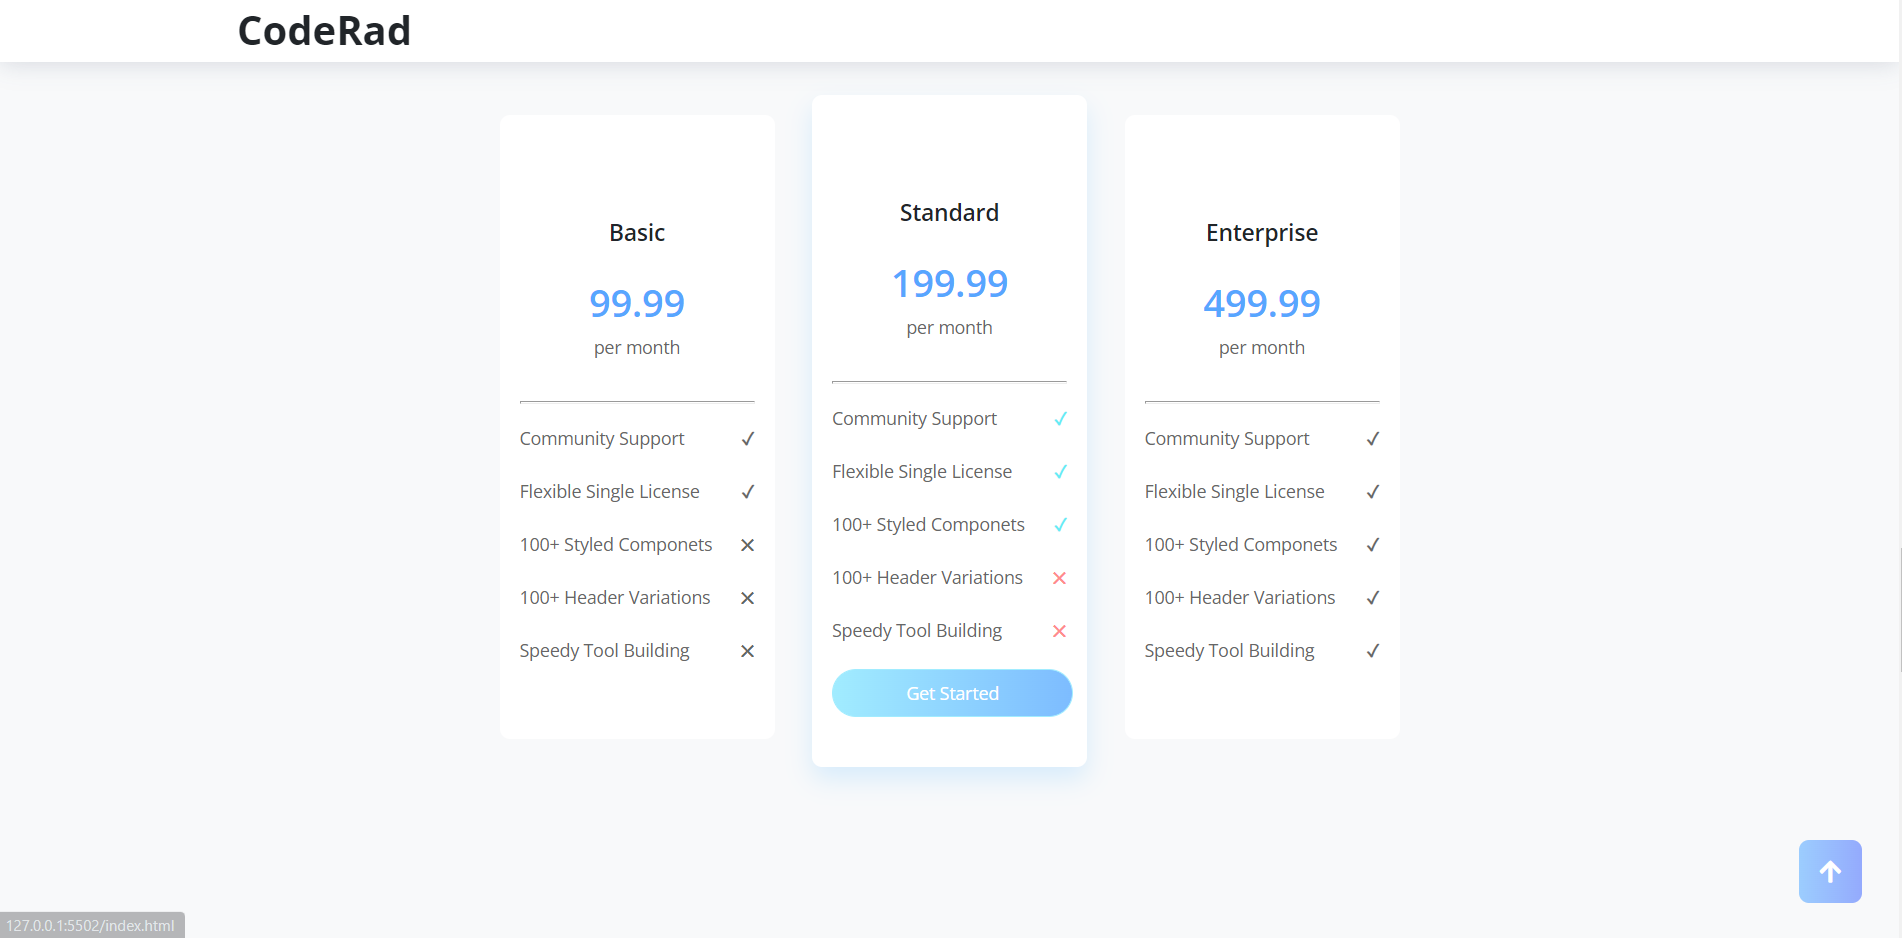 CodeRad
Basic
99.99
per month
Community Support ✓
Flexible Single License ✓
100+ Styled Componets ✕
100+ Header Variations ✕
Speedy Tool Building ✕
Standard
199.99
per month
Community Support ✓
Flexible Single License ✓
100+ Styled Componets ✓
100+ Header Variations ✕
Speedy Tool Building ✕
Get Started
Enterprise
499.99
per month
Community Support ✓
Flexible Single License ✓
100+ Styled Componets ✓
100+ Header Variations ✓
Speedy Tool Building ✓
127.0.0.1:5502/index.html